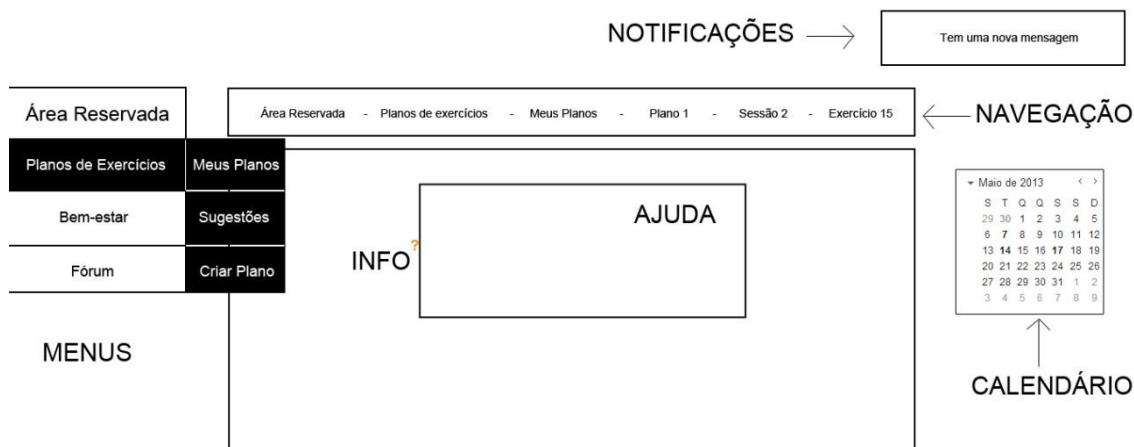 NOTIFICAÇÕES
Tem uma nova mensagem
Área Reservada
Área Reservada - Planos de exercícios - Meus Planos - Plano 1 - Sessão 2 - Exercício 15
NAVEGAÇÃO
Planos de Exercícios
Meus Planos
Bem-estar
Sugestões
Fórum
Criar Plano
MENUS
INFO
?
AJUDA
Maio de 2013 < >
S T Q Q S S D
29 30 1 2 3 4 5
6 7 8 9 10 11 12
13 14 15 16 17 18 19
20 21 22 23 24 25 26
27 28 29 30 31 1 2
3 4 5 6 7 8 9
CALENDÁRIO